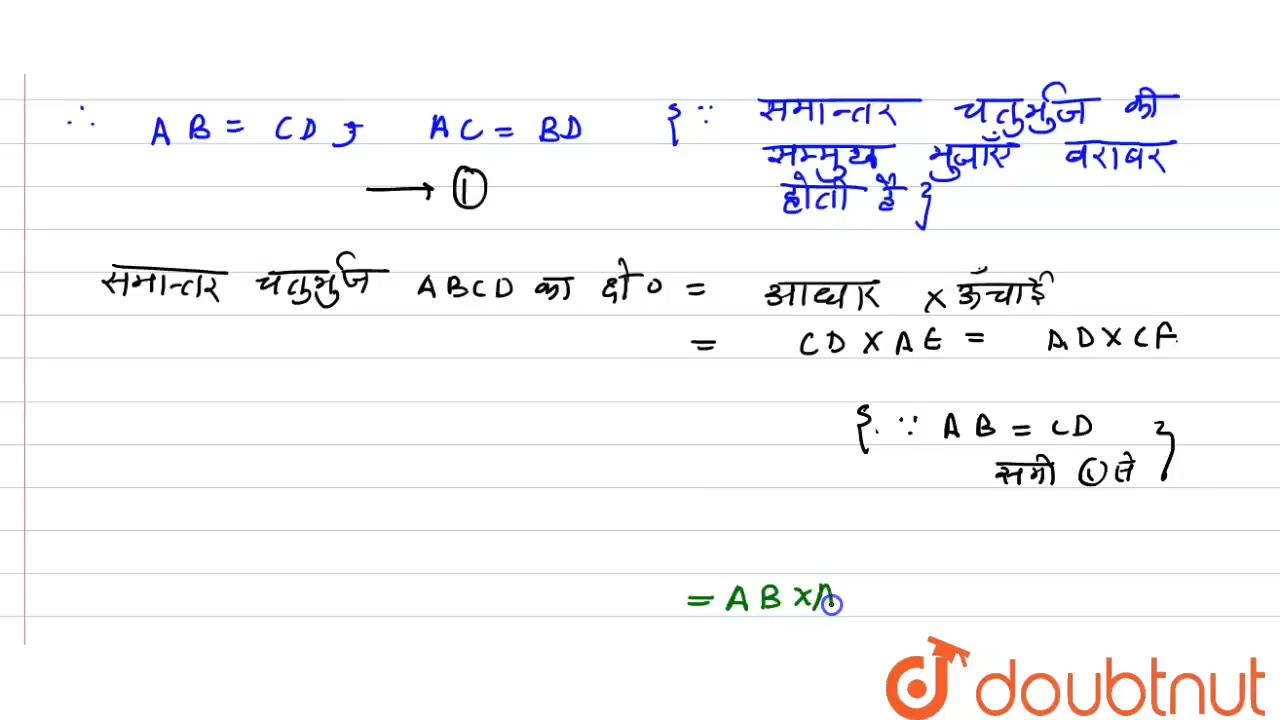 ∴ AB = CD, AC = BD {∵ समान्तर चतुर्भुज की
सम्मुख भुजाएँ बराबर
⟶ ① होती हैं}
समान्तर चतुर्भुज ABCD का क्षे० = आधार × ऊँचाई
= CD × AE = AD × CF
{∵ AB = CD
समी ① से}
= AB × A
doubtnut